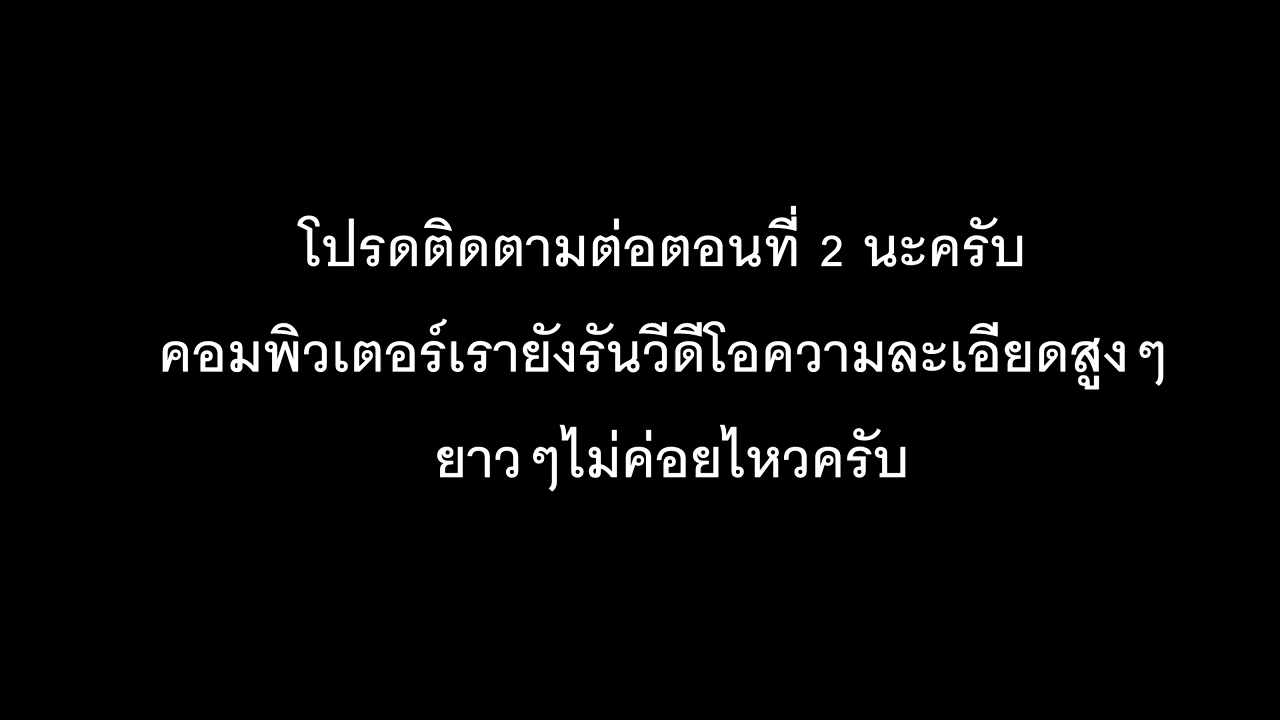 โปรดติดตามต่อตอนที่ 2 นะครับ
คอมพิวเตอร์เรายังรันวีดีโอความละเอียดสูงๆ
ยาวๆไม่ค่อยไหวครับ